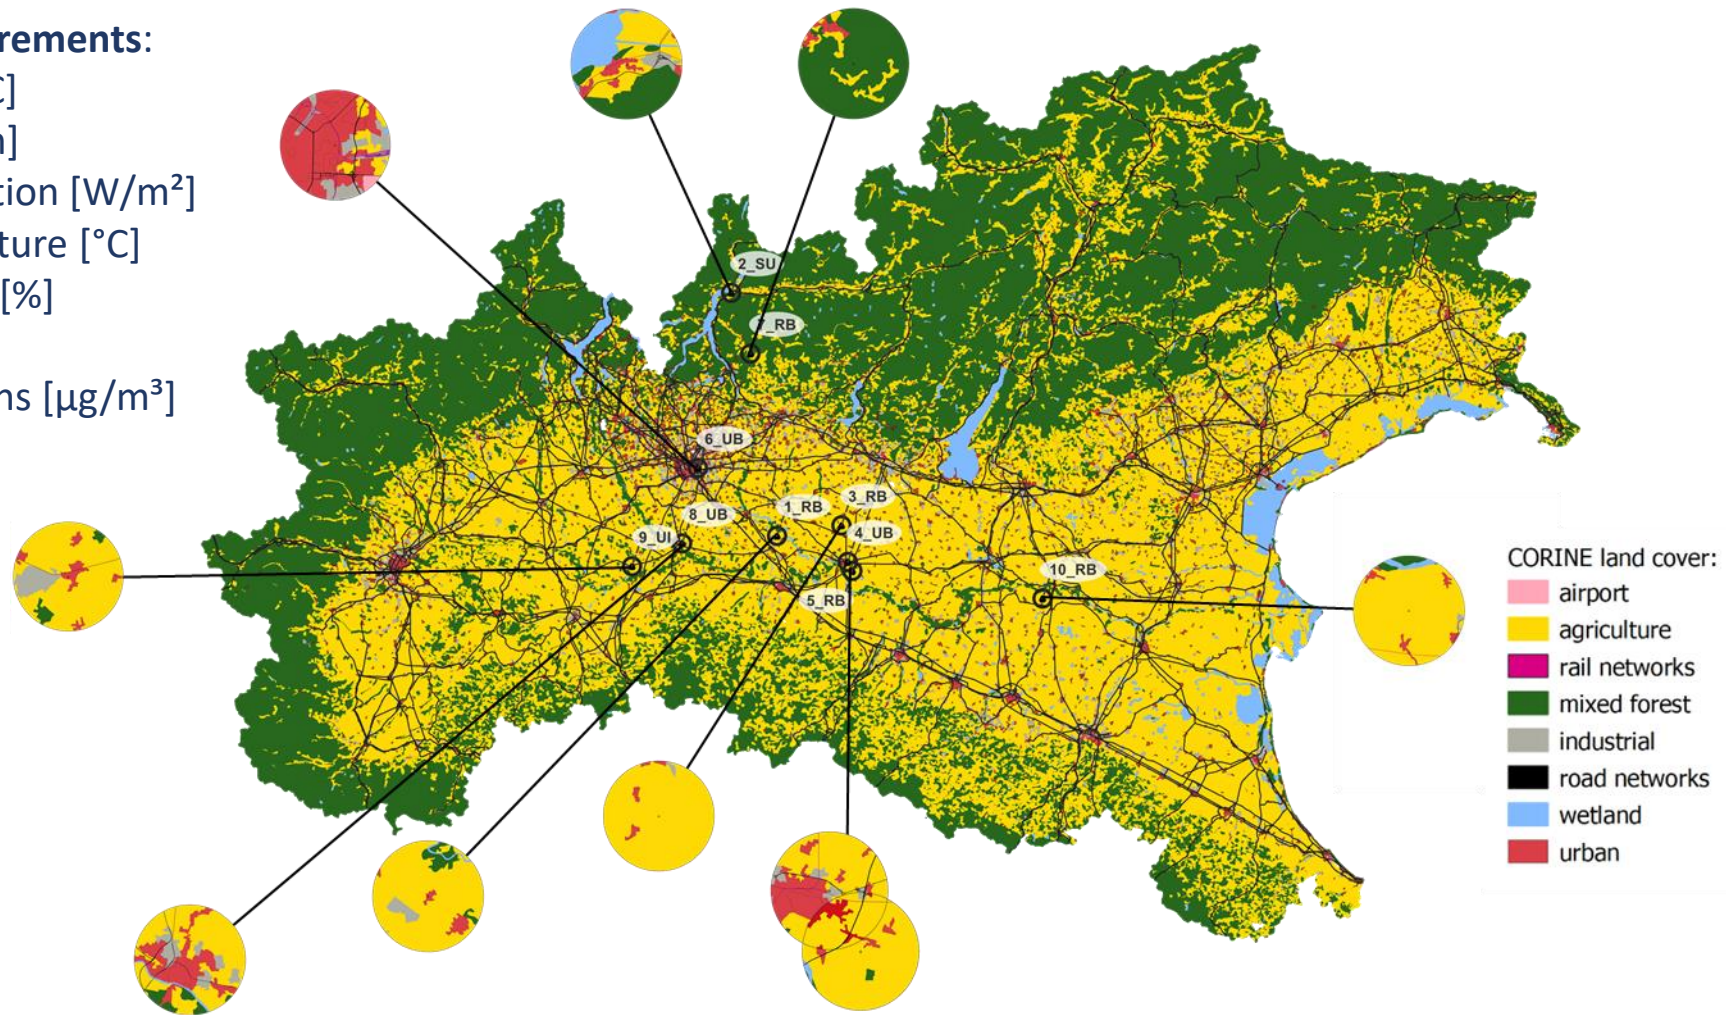 rements:
C]
n]
tion [W/m²]
ture [°C]
[%]
ns [µg/m³]
2_SU
7_RB
6_UB
3_RB
1_RB
8_UB
4_UB
9_UI
10_RB
5_RB
CORINE land cover:
airport
agriculture
rail networks
mixed forest
industrial
road networks
wetland
urban